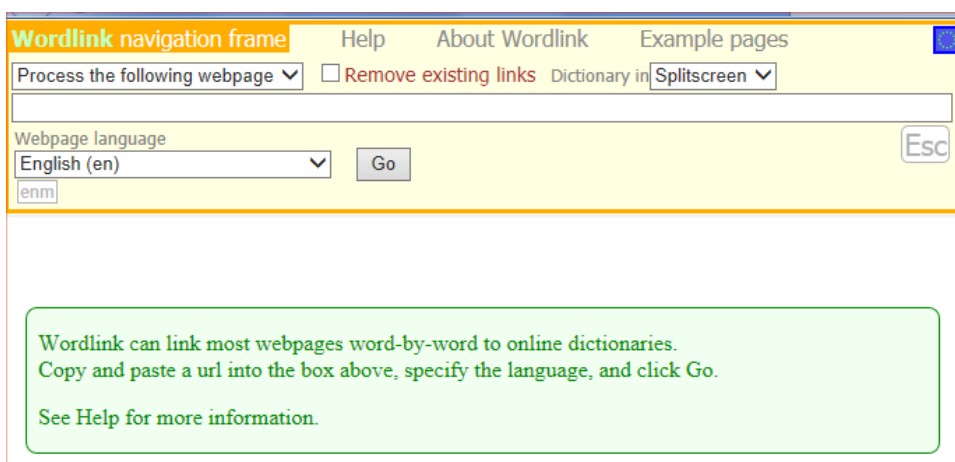 Wordlink navigation frame Help About Wordlink Example pages
Process the following webpage Remove existing links Dictionary in Splitscreen
Webpage language
Esc
English (en) Go
enm
Wordlink can link most webpages word-by-word to online dictionaries.
Copy and paste a url into the box above, specify the language, and click Go.
See Help for more information.